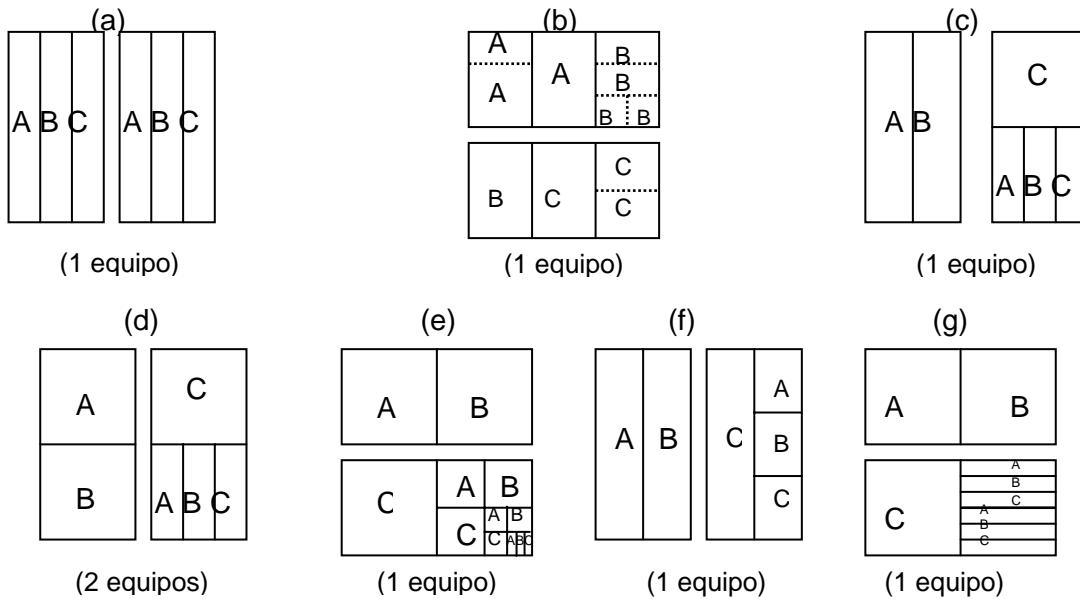 (a) (b) (c)
A B C A B C
A
A
A
B
B
B B
B C
C
C
A B
C
A B C
(1 equipo) (1 equipo) (1 equipo)
(d) (e) (f) (g)
A
B
C
A B C
A B
C
A B
C
A B
C
A B C
A B
C
A
B
C
A B
C
A
B
C
A
B
C
(2 equipos) (1 equipo) (1 equipo) (1 equipo)